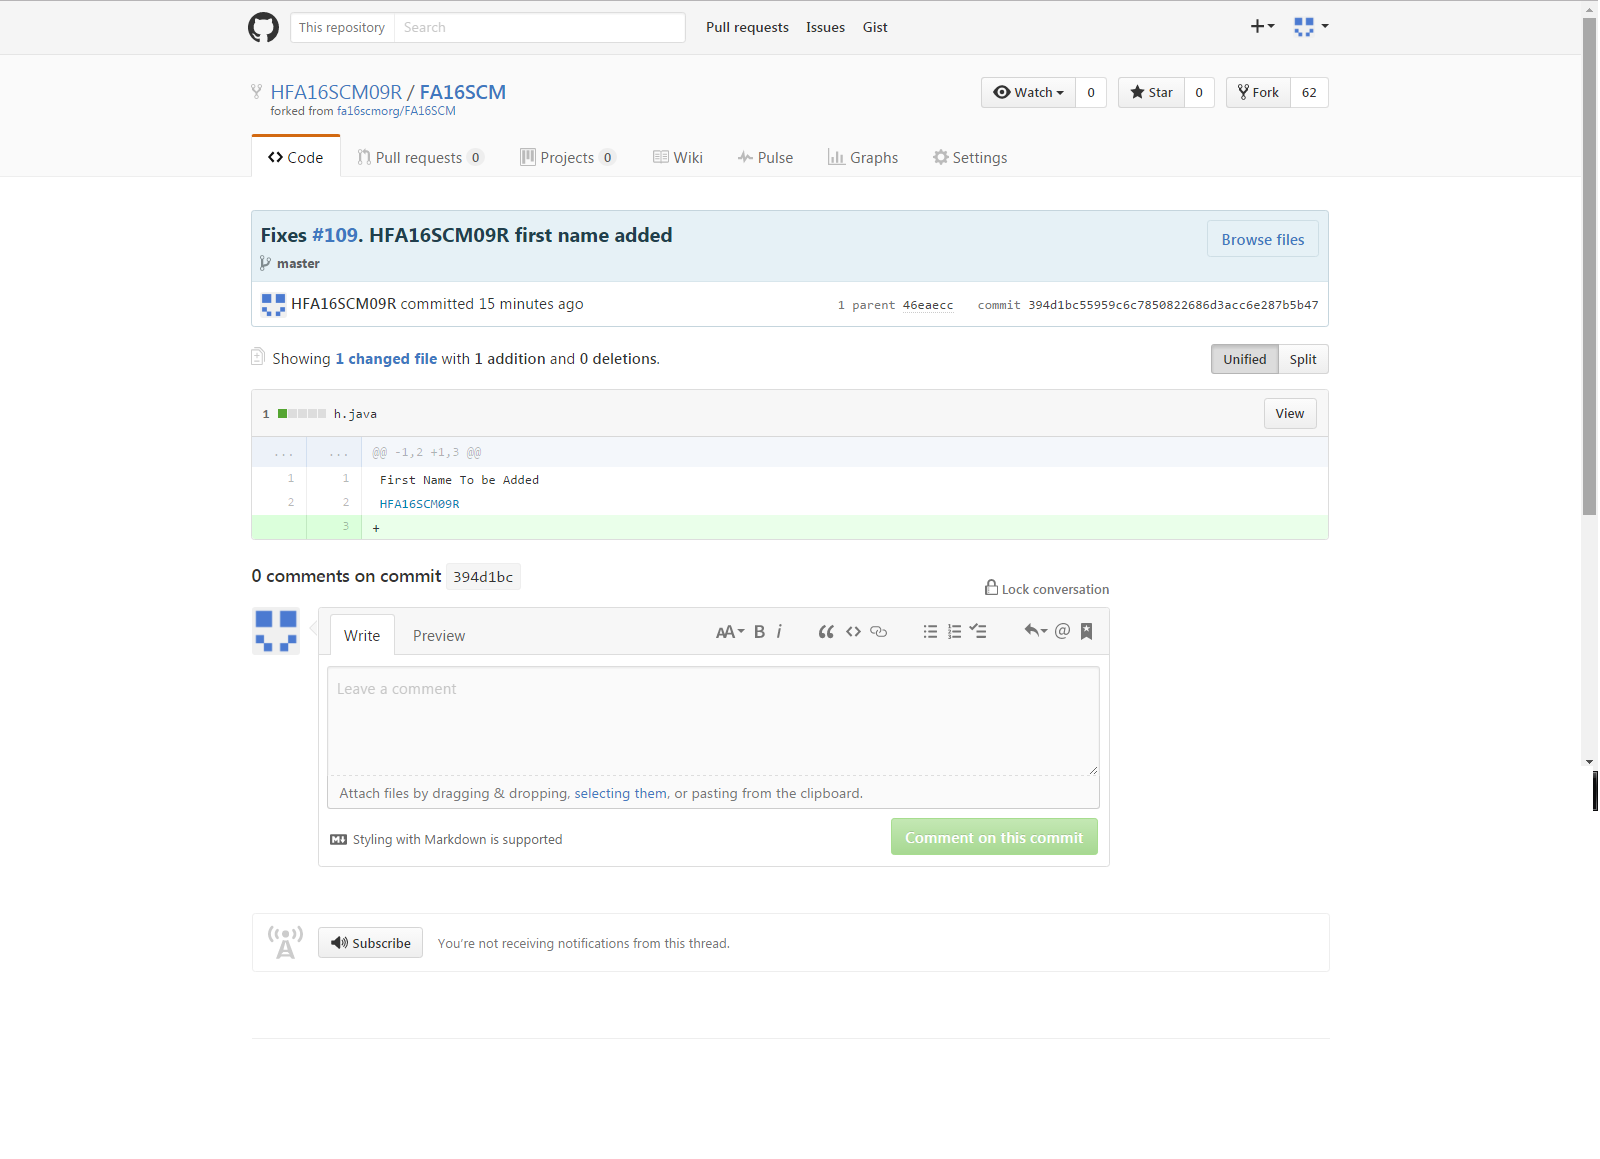 This repository Search Pull requests Issues Gist
HFA16SCM09R / FA16SCM Watch 0 Star 0 Fork 62
forked from fa16scmorg/FA16SCM
Code Pull requests 0 Projects 0 Wiki Pulse Graphs Settings
Fixes #109. HFA16SCM09R first name added Browse files
master
HFA16SCM09R committed 15 minutes ago 1 parent 46eaecc commit 394d1bc55959c6c7850822686d3acc6e287b5b47
Showing 1 changed file with 1 addition and 0 deletions. Unified Split
1 h.java View
... ... @@ -1,2 +1,3 @@
1 1 First Name To be Added
2 2 HFA16SCM09R
3 +
0 comments on commit 394d1bc
Lock conversation
Write Preview AA B i
Leave a comment
Attach files by dragging & dropping, selecting them, or pasting from the clipboard.
Styling with Markdown is supported Comment on this commit
Subscribe You’re not receiving notifications from this thread.